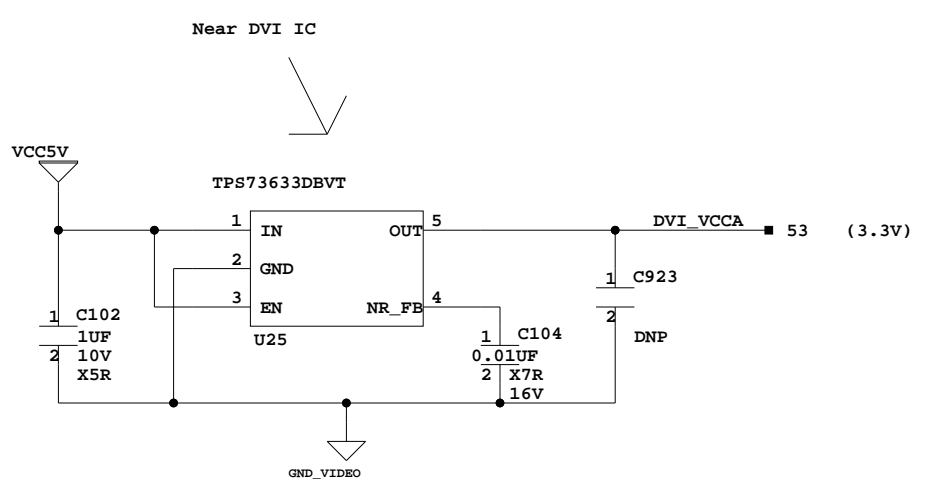 Near DVI IC
VCC5V
TPS73633DBVT
1 IN OUT 5 DVI_VCCA 53 (3.3V)
2 GND
3 EN NR_FB 4
U25
1 C102
1UF
2 10V
X5R
1 C104
0.01UF
2 X7R
16V
1 C923
2
DNP
GND_VIDEO